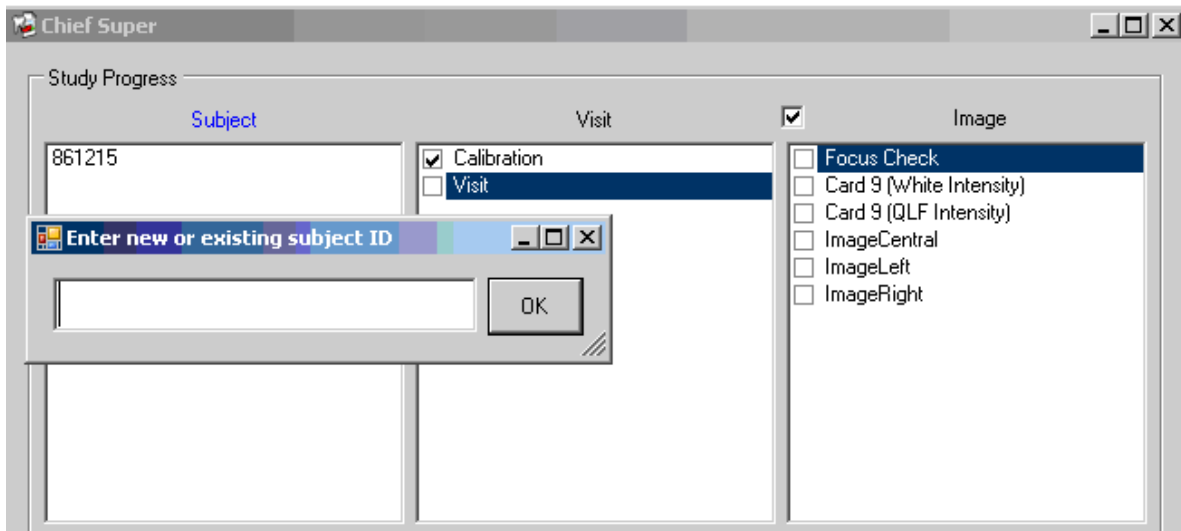 Chief Super
Study Progress
Subject
Visit
Image
861215
Calibration
Visit
Focus Check
Card 9 (White Intensity)
Card 9 (QLF Intensity)
ImageCentral
ImageLeft
ImageRight
Enter new or existing subject ID
OK